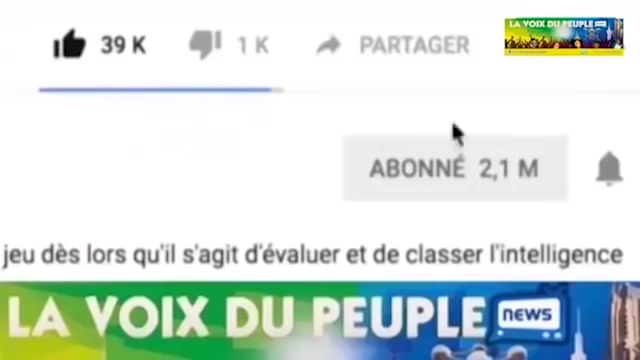 LA VOIX DU PEUPLE
39 K 1 K PARTAGER
ABONNÉ 2,1 M
jeu dès lors qu'il s'agit d'évaluer et de classer l'intelligence
LA VOIX DU PEUPLE NEWS